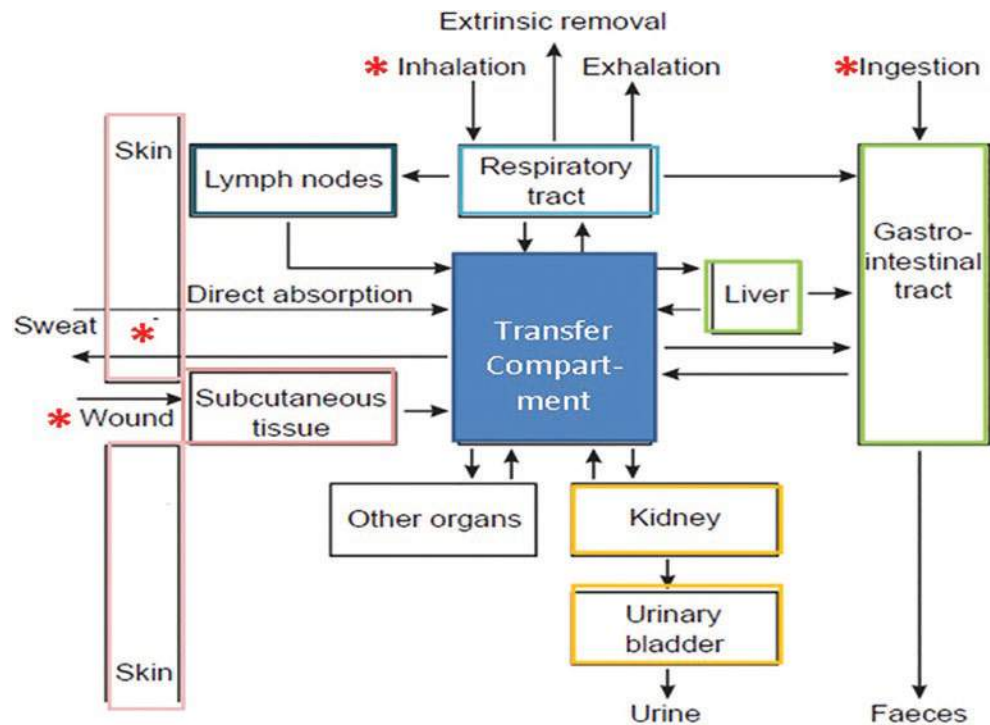 Extrinsic removal
* Inhalation
Exhalation
*Ingestion
Skin
Lymph nodes
Respiratory
tract
Gastro-
intestinal
tract
Direct absorption
Liver
Sweat
*
Transfer
Compart-
ment
* Wound
Subcutaneous
tissue
Other organs
Kidney
Urinary
bladder
Skin
Urine
Faeces